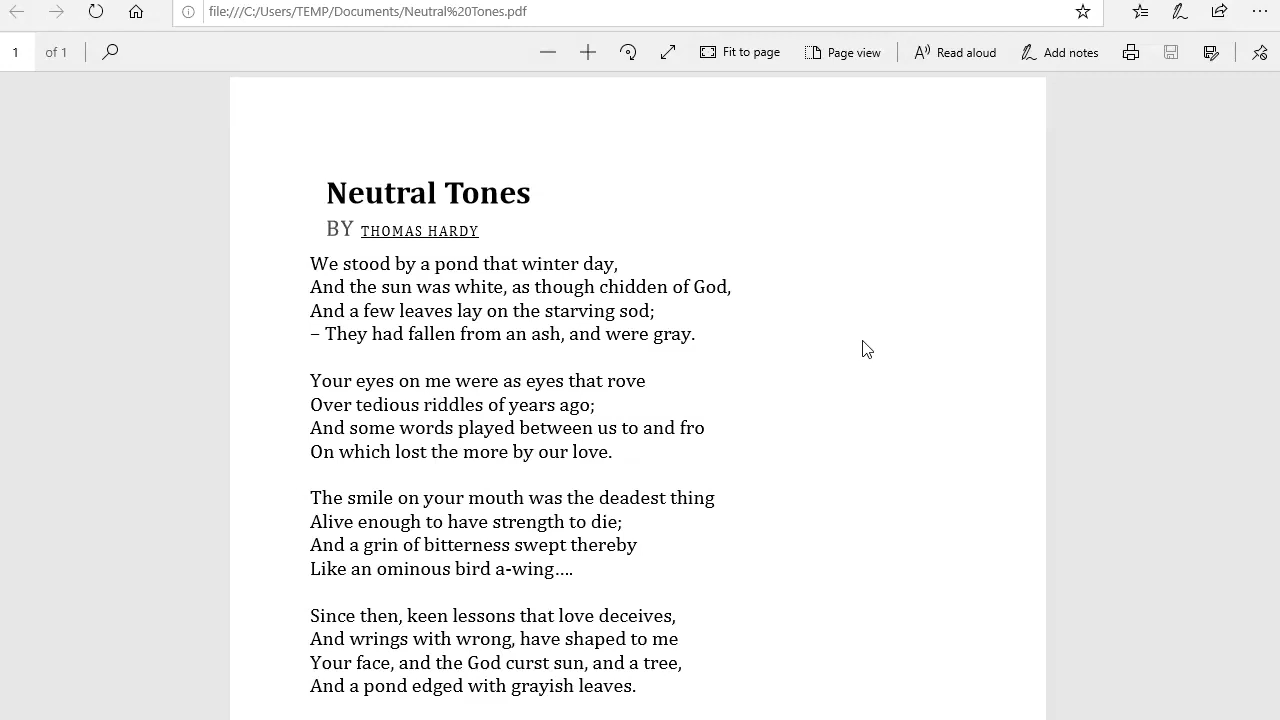 file:///C:/Users/TEMP/Documents/Neutral%20Tones.pdf
1 of 1 Fit to page Page view Read aloud Add notes
Neutral Tones
BY THOMAS HARDY
We stood by a pond that winter day,
And the sun was white, as though chidden of God,
And a few leaves lay on the starving sod;
– They had fallen from an ash, and were gray.
Your eyes on me were as eyes that rove
Over tedious riddles of years ago;
And some words played between us to and fro
On which lost the more by our love.
The smile on your mouth was the deadest thing
Alive enough to have strength to die;
And a grin of bitterness swept thereby
Like an ominous bird a-wing….
Since then, keen lessons that love deceives,
And wrings with wrong, have shaped to me
Your face, and the God curst sun, and a tree,
And a pond edged with grayish leaves.